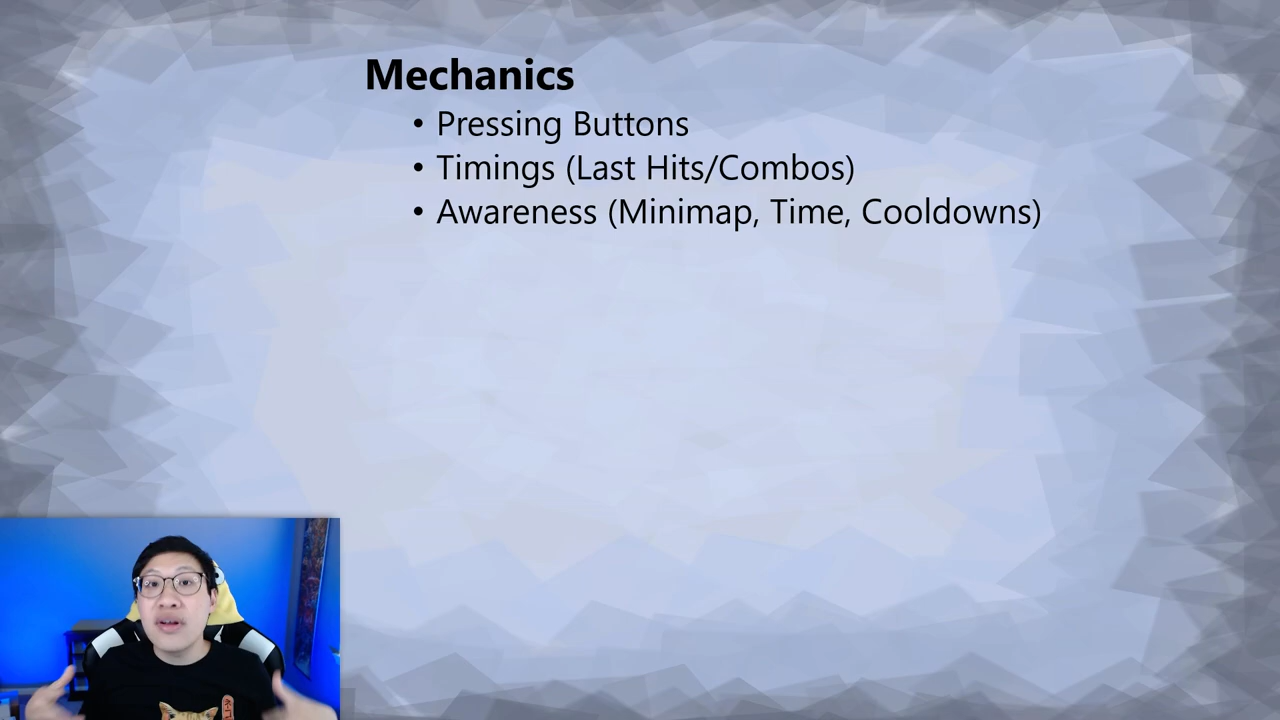 Mechanics
• Pressing Buttons
• Timings (Last Hits/Combos)
• Awareness (Minimap, Time, Cooldowns)